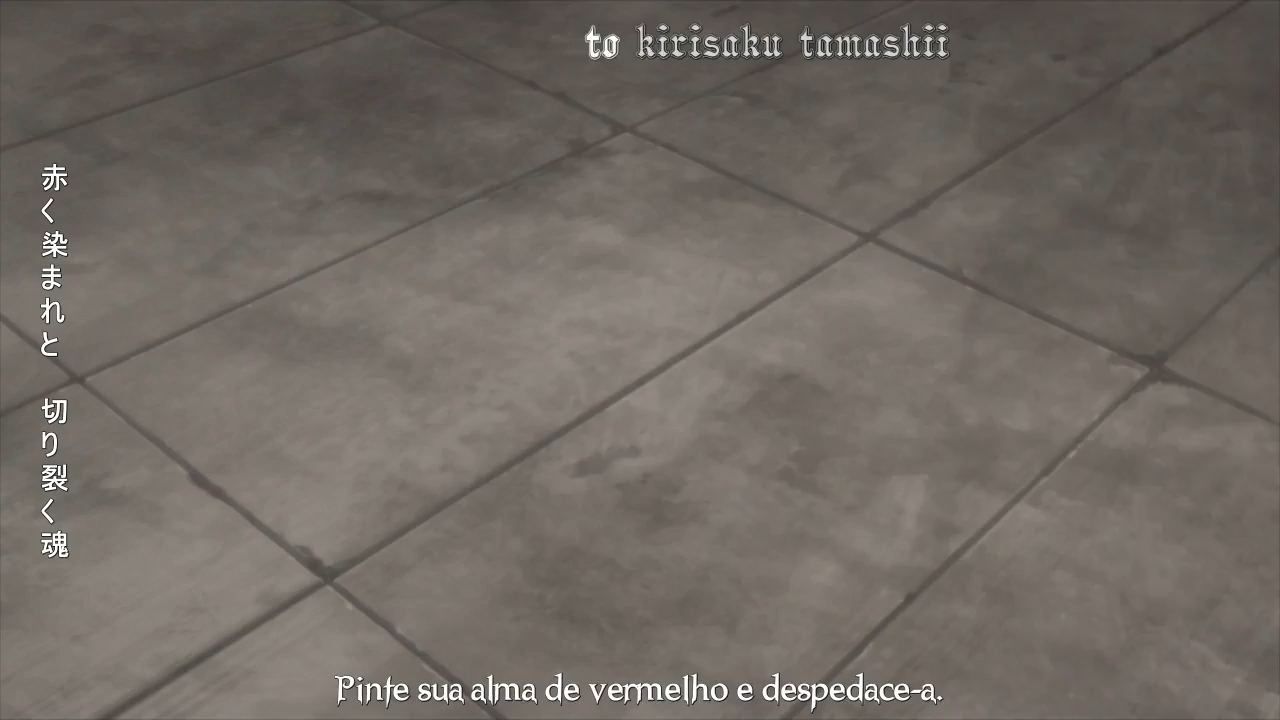 to kirisaku tamashii
赤く染まれと 切り裂く魂
Pinte sua alma de vermelho e despedace-a.